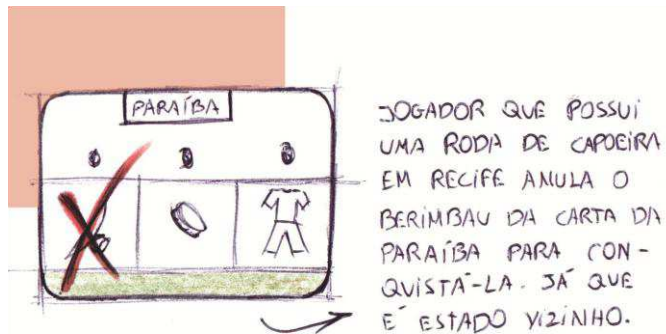 PARAÍBA
JOGADOR QUE POSSUI
UMA RODA DE CAPOEIRA
EM RECIFE ANULA O
BERIMBAU DA CARTA DA
PARAÍBA PARA CON-
QUISTÁ-LA. JÁ QUE
É ESTADO VIZINHO.